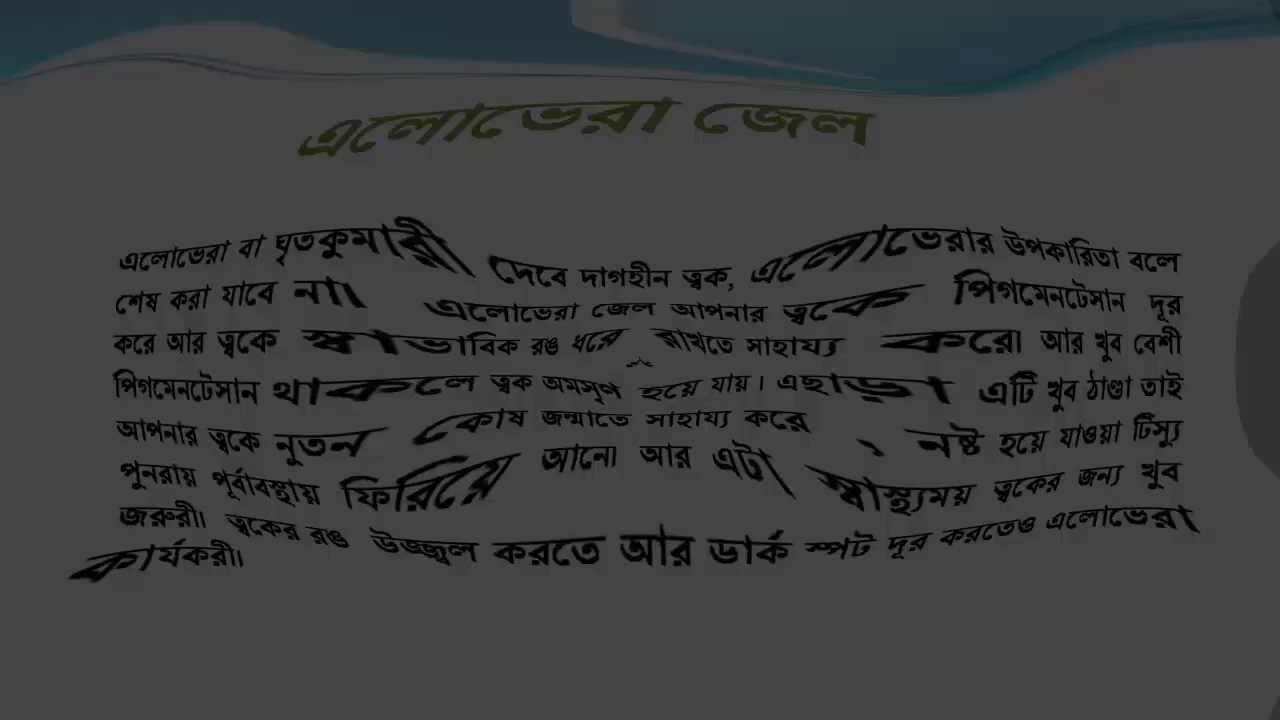 এলোভেরা জেল
এলোভেরা বা ঘৃতকুমারী দেবে দাগহীন ত্বক, এলোভেরার উপকারিতা বলে
শেষ করা যাবে না। এলোভেরা জেল আপনার ত্বকে পিগমেনটেসান দূর
করে আর ত্বকে স্বাভাবিক রঙ ধরে রাখতে সাহায্য করে। আর খুব বেশী
পিগমেনটেসান থাকলে ত্বক অমসৃণ হয়ে যায়। এছাড়া এটি খুব ঠাণ্ডা তাই
আপনার ত্বকে নুতন কোষ জন্মাতে সাহায্য করে , নষ্ট হয়ে যাওয়া টিস্যু
পুনরায় পূর্বাবস্থায় ফিরিয়ে আনে। আর এটা স্বাস্থ্যময় ত্বকের জন্য খুব
জরুরী। ত্বকের রঙ উজ্জ্বল করতে আর ডার্ক স্পট দূর করতেও এলোভেরা
কার্যকরী।